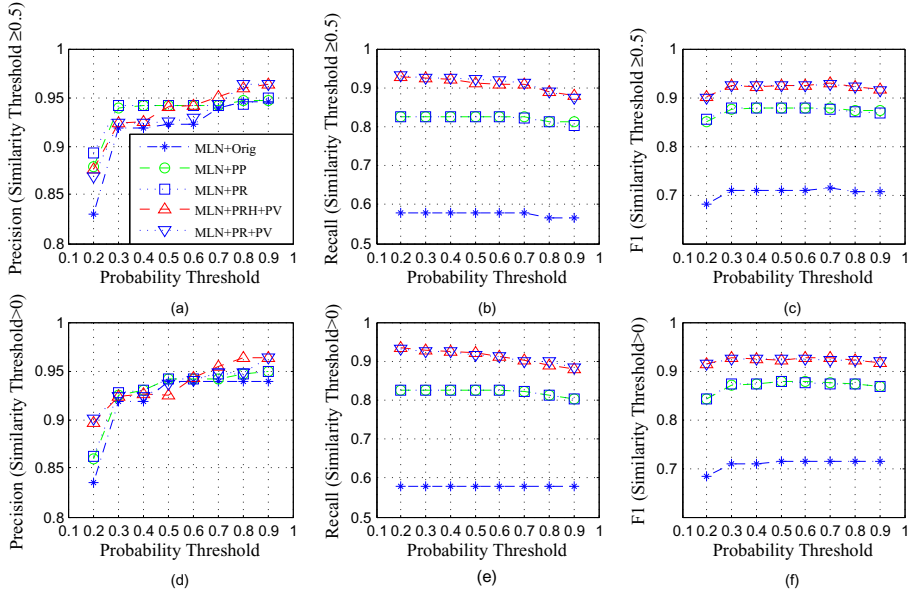 Precision (Similarity Threshold ≥0.5)
1
0.95
0.9
0.85
0.8
0.1 0.2 0.3 0.4 0.5 0.6 0.7 0.8 0.9 1
Probability Threshold
(a)
MLN+Orig
MLN+PP
MLN+PR
MLN+PRH+PV
MLN+PR+PV
Recall (Similarity Threshold ≥0.5)
1
0.9
0.8
0.7
0.6
0.5
0.1 0.2 0.3 0.4 0.5 0.6 0.7 0.8 0.9 1
Probability Threshold
(b)
F1 (Similarity Threshold ≥0.5)
1
0.9
0.8
0.7
0.1 0.2 0.3 0.4 0.5 0.6 0.7 0.8 0.9 1
Probability Threshold
(c)
Precision (Similarity Threshold>0)
1
0.95
0.9
0.85
0.8
0.1 0.2 0.3 0.4 0.5 0.6 0.7 0.8 0.9 1
Probability Threshold
(d)
Recall (Similarity Threshold>0)
1
0.9
0.8
0.7
0.6
0.5
0.1 0.2 0.3 0.4 0.5 0.6 0.7 0.8 0.9 1
Probability Threshold
(e)
F1 (Similarity Threshold>0)
1
0.9
0.8
0.7
0.1 0.2 0.3 0.4 0.5 0.6 0.7 0.8 0.9 1
Probability Threshold
(f)